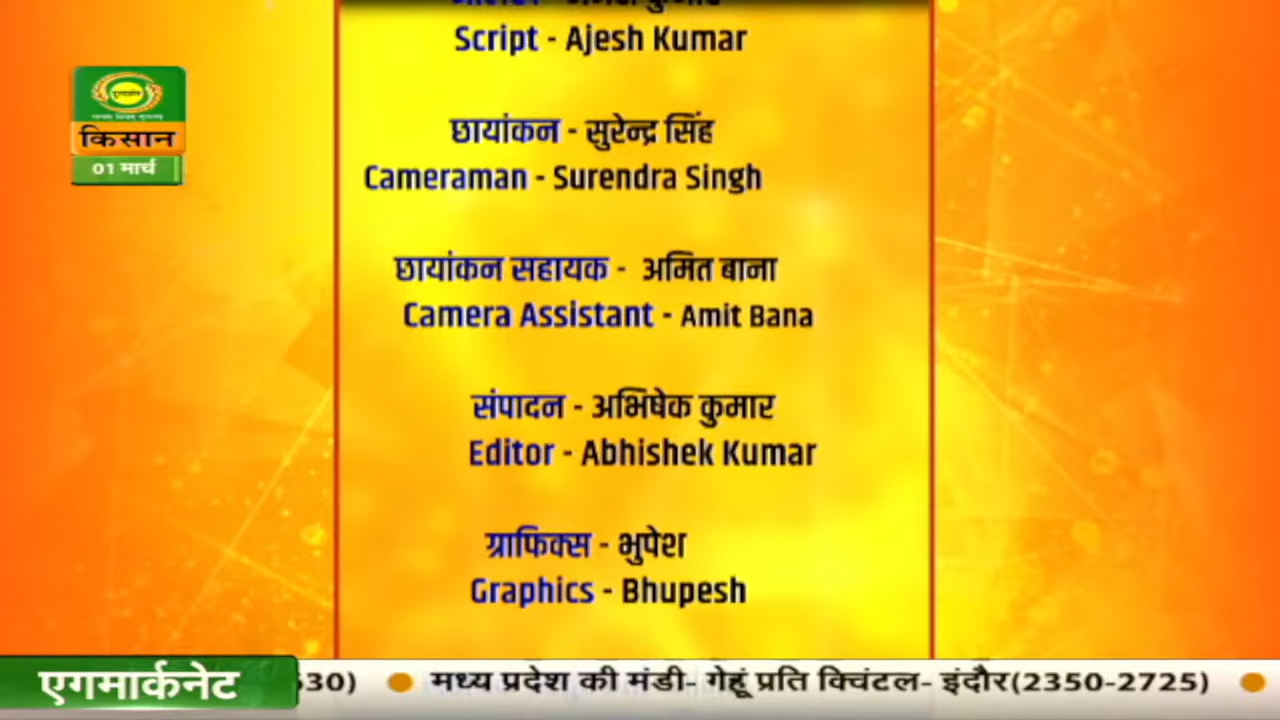 Script - Ajesh Kumar
छायांकन - सुरेन्द्र सिंह
Cameraman - Surendra Singh
छायांकन सहायक - अमित बाना
Camera Assistant - Amit Bana
संपादन - अभिषेक कुमार
Editor - Abhishek Kumar
ग्राफिक्स - भुपेश
Graphics - Bhupesh
किसान
01 मार्च
एगमार्कनेट
530) ● मध्य प्रदेश की मंडी- गेहूं प्रति क्विंटल- इंदौर(2350-2725) ●